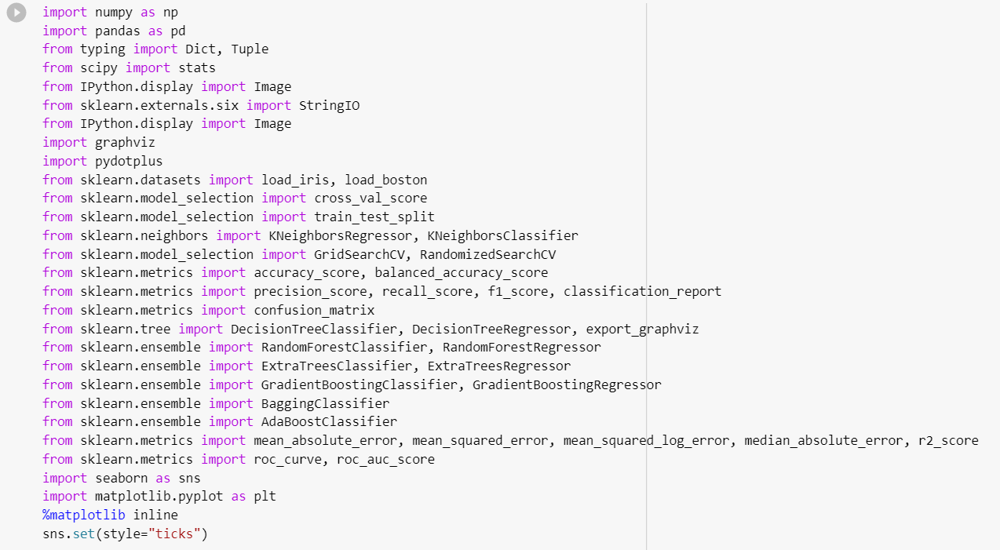 import numpy as np
import pandas as pd
from typing import Dict, Tuple
from scipy import stats
from IPython.display import Image
from sklearn.externals.six import StringIO
from IPython.display import Image
import graphviz
import pydotplus
from sklearn.datasets import load_iris, load_boston
from sklearn.model_selection import cross_val_score
from sklearn.model_selection import train_test_split
from sklearn.neighbors import KNeighborsRegressor, KNeighborsClassifier
from sklearn.model_selection import GridSearchCV, RandomizedSearchCV
from sklearn.metrics import accuracy_score, balanced_accuracy_score
from sklearn.metrics import precision_score, recall_score, f1_score, classification_report
from sklearn.metrics import confusion_matrix
from sklearn.tree import DecisionTreeClassifier, DecisionTreeRegressor, export_graphviz
from sklearn.ensemble import RandomForestClassifier, RandomForestRegressor
from sklearn.ensemble import ExtraTreesClassifier, ExtraTreesRegressor
from sklearn.ensemble import GradientBoostingClassifier, GradientBoostingRegressor
from sklearn.ensemble import BaggingClassifier
from sklearn.ensemble import AdaBoostClassifier
from sklearn.metrics import mean_absolute_error, mean_squared_error, mean_squared_log_error, median_absolute_error, r2_score
from sklearn.metrics import roc_curve, roc_auc_score
import seaborn as sns
import matplotlib.pyplot as plt
%matplotlib inline
sns.set(style="ticks")